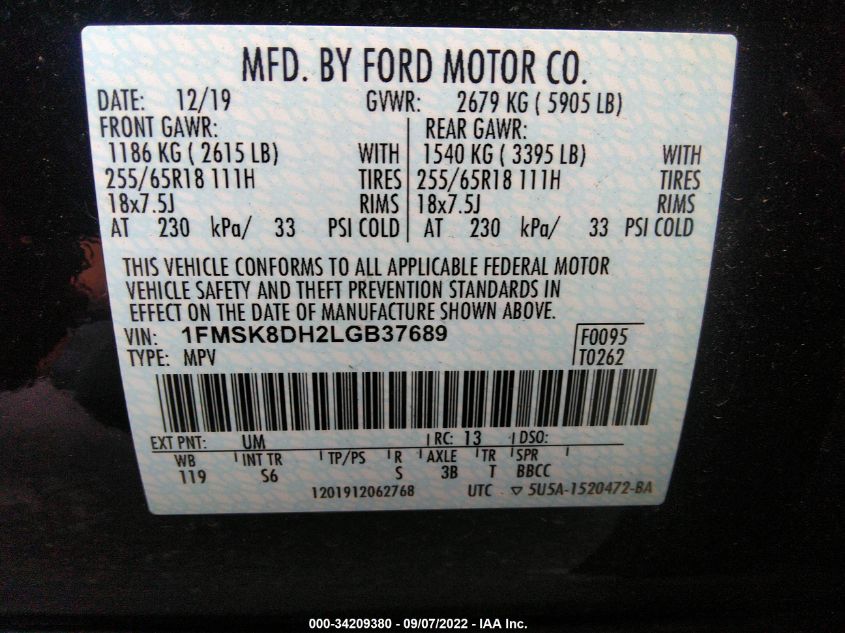 MFD. BY FORD MOTOR CO.
DATE: 12/19 GVWR: 2679 KG ( 5905 LB)
FRONT GAWR: REAR GAWR:
1186 KG ( 2615 LB) WITH 1540 KG ( 3395 LB) WITH
255/65R18 111H TIRES 255/65R18 111H TIRES
18x7.5J RIMS 18x7.5J RIMS
AT 230 kPa/ 33 PSI COLD AT 230 kPa/ 33 PSI COLD
THIS VEHICLE CONFORMS TO ALL APPLICABLE FEDERAL MOTOR
VEHICLE SAFETY AND THEFT PREVENTION STANDARDS IN
EFFECT ON THE DATE OF MANUFACTURE SHOWN ABOVE.
VIN: 1FMSK8DH2LGB37689 F0095
TYPE: MPV T0262
EXT PNT: UM RC: 13 DSO:
WB INT TR TP/PS R AXLE TR SPR
119 S6 S 3B T BBCC
1201912062768 UTC ▽ 5U5A-1520472-BA
000-34209380 - 09/07/2022 - IAA Inc.